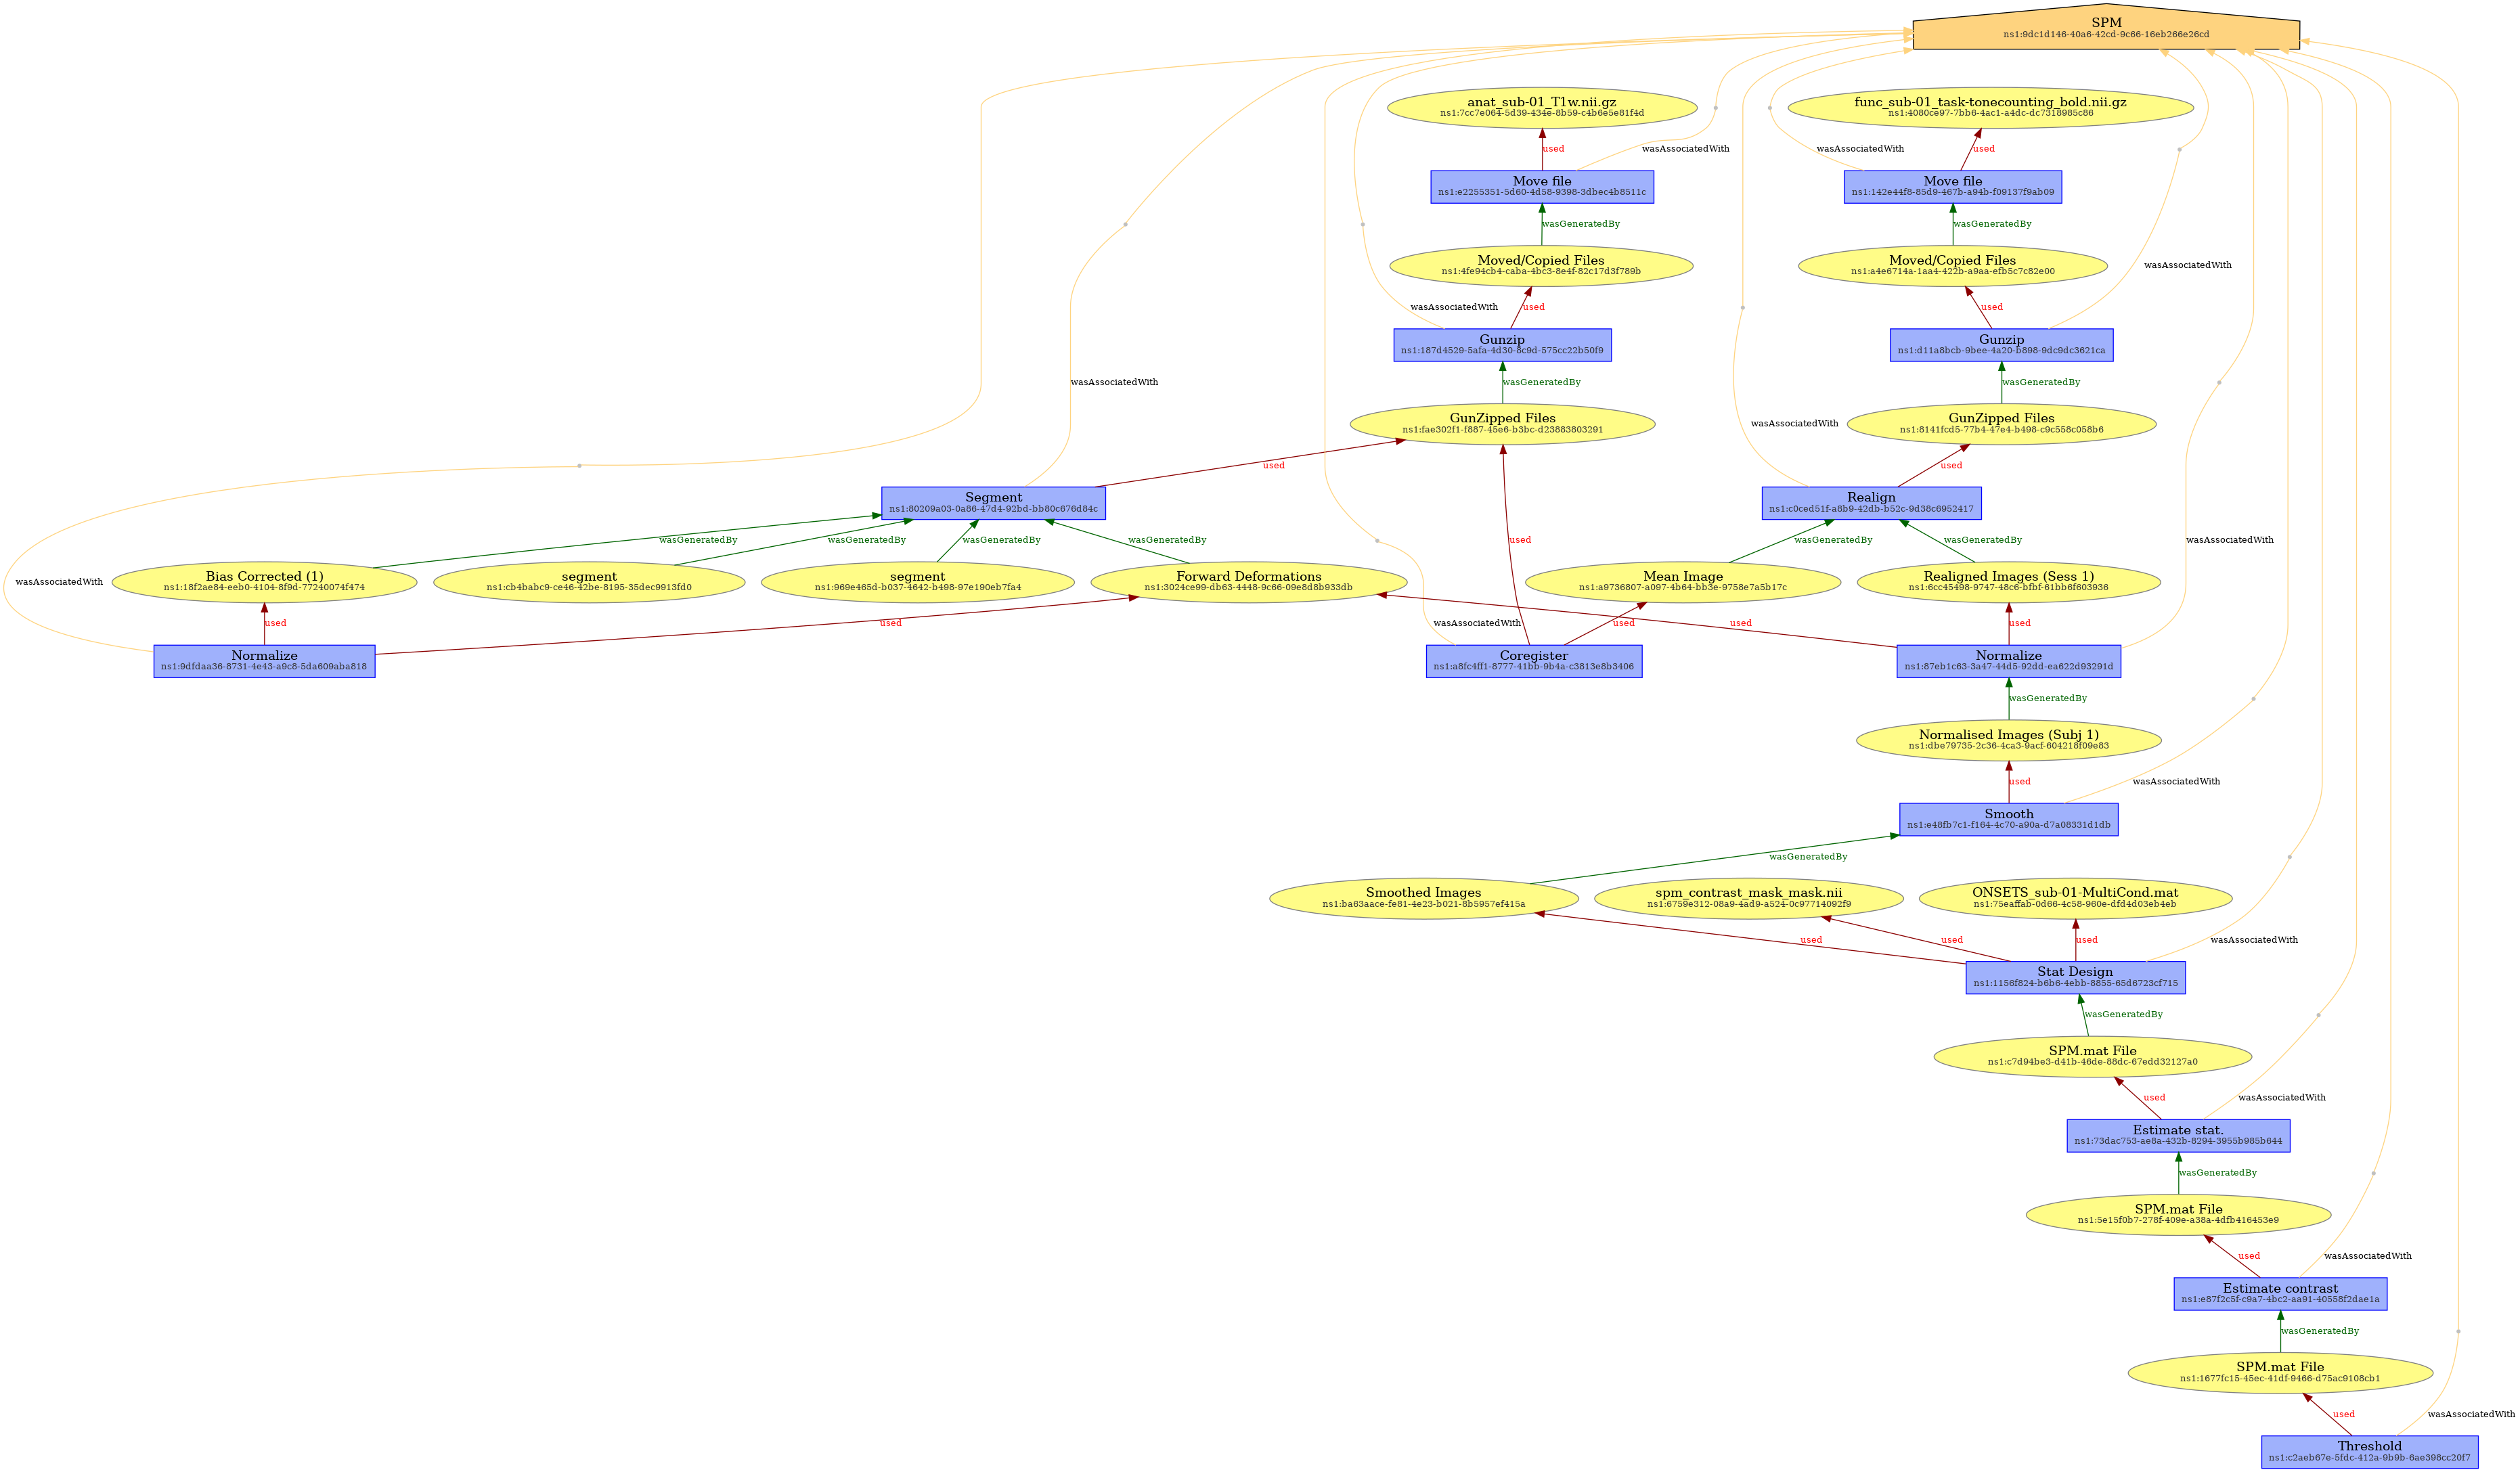 SPM
ns1:9dc1d146-40a6-42cd-9c66-16eb266e26cd
anat_sub-01_T1w.nii.gz
ns1:7cc7e064-5d39-434e-8b59-c4b6e5e81f4d
func_sub-01_task-tonecounting_bold.nii.gz
ns1:4080ce97-7bb6-4ac1-a4dc-dc7318985c86
used
wasAssociatedWith
wasAssociatedWith
used
Move file
ns1:e2255351-5d60-4d58-9398-3dbec4b8511c
Move file
ns1:142e44f8-85d9-467b-a94b-f09137f9ab09
wasGeneratedBy
wasGeneratedBy
Moved/Copied Files
ns1:4fe94cb4-caba-4bc3-8e4f-82c17d3f789b
Moved/Copied Files
ns1:a4e6714a-1aa4-422b-a9aa-efb5c7c82e00
wasAssociatedWith
wasAssociatedWith
used
used
Gunzip
ns1:187d4529-5afa-4d30-8c9d-575cc22b50f9
Gunzip
ns1:d11a8bcb-9bee-4a20-b898-9dc9dc3621ca
wasAssociatedWith
wasGeneratedBy
wasGeneratedBy
GunZipped Files
ns1:fae302f1-f887-45e6-b3bc-d23883803291
wasAssociatedWith
GunZipped Files
ns1:8141fcd5-77b4-47e4-b498-c9c558c058b6
used
used
Segment
ns1:80209a03-0a86-47d4-92bd-bb80c676d84c
Realign
ns1:c0ced51f-a8b9-42db-b52c-9d38c6952417
wasGeneratedBy
wasGeneratedBy
wasGeneratedBy
wasGeneratedBy
used
wasGeneratedBy
wasGeneratedBy
wasAssociatedWith
wasAssociatedWith
Bias Corrected (1)
ns1:18f2ae84-eeb0-4104-8f9d-77240074f474
segment
ns1:cb4babc9-ce46-42be-8195-35dec9913fd0
segment
ns1:969e465d-b037-4642-b498-97e190eb7fa4
Forward Deformations
ns1:3024ce99-db63-4448-9c66-09e8d8b933db
Mean Image
ns1:a9736807-a097-4b64-bb3e-9758e7a5b17c
Realigned Images (Sess 1)
ns1:6cc45498-9747-48c6-bfbf-61bb6f603936
used
used
wasAssociatedWith
used
used
used
Normalize
ns1:9dfdaa36-8731-4e43-a9c8-5da609aba818
Coregister
ns1:a8fc4ff1-8777-41bb-9b4a-c3813e8b3406
Normalize
ns1:87eb1c63-3a47-44d5-92dd-ea622d93291d
wasGeneratedBy
Normalised Images (Subj 1)
ns1:dbe79735-2c36-4ca3-9acf-604218f09e83
used
wasAssociatedWith
Smooth
ns1:e48fb7c1-f164-4c70-a90a-d7a08331d1db
wasGeneratedBy
Smoothed Images
ns1:ba63aace-fe81-4e23-b021-8b5957ef415a
spm_contrast_mask_mask.nii
ns1:6759e312-08a9-4ad9-a524-0c97714092f9
ONSETS_sub-01-MultiCond.mat
ns1:75eaffab-0d66-4c58-960e-dfd4d03eb4eb
used
used
used
wasAssociatedWith
Stat Design
ns1:1156f824-b6b6-4ebb-8855-65d6723cf715
wasGeneratedBy
SPM.mat File
ns1:c7d94be3-d41b-46de-88dc-67edd32127a0
used
wasAssociatedWith
Estimate stat.
ns1:73dac753-ae8a-432b-8294-3955b985b644
wasGeneratedBy
SPM.mat File
ns1:5e15f0b7-278f-409e-a38a-4dfb416453e9
used
wasAssociatedWith
Estimate contrast
ns1:e87f2c5f-c9a7-4bc2-aa91-40558f2dae1a
wasGeneratedBy
SPM.mat File
ns1:1677fc15-45ec-41df-9466-d75ac9108cb1
used
wasAssociatedWith
Threshold
ns1:c2aeb67e-5fdc-412a-9b9b-6ae398cc20f7